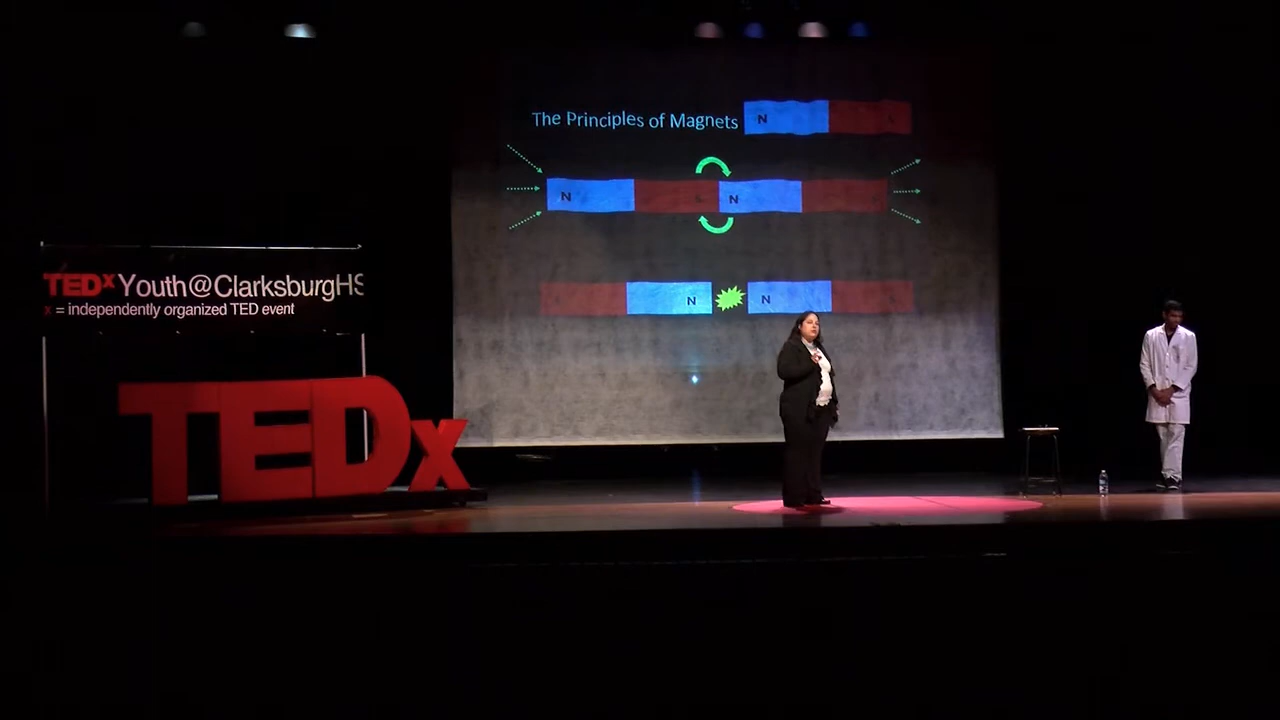 The Principles of Magnets N
N N
N N
TEDx Youth@ClarksburgHS
x = independently organized TED event
TEDx